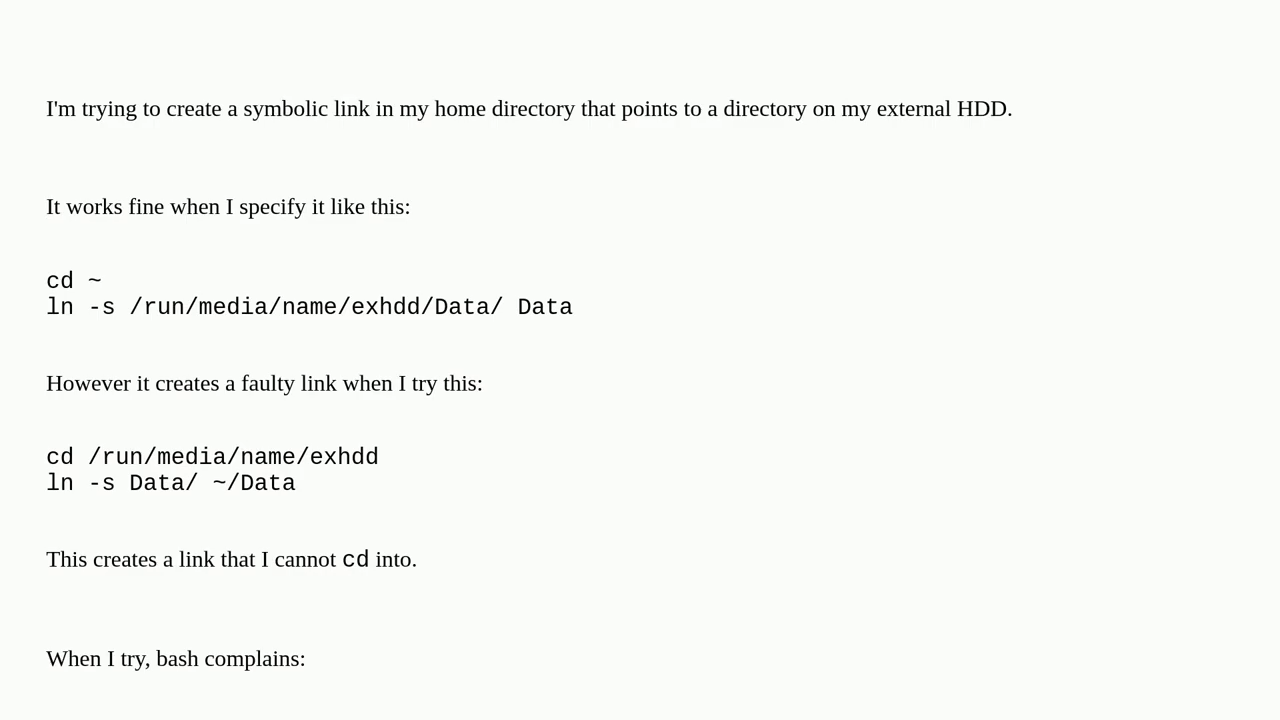 I'm trying to create a symbolic link in my home directory that points to a directory on my external HDD.
It works fine when I specify it like this:
cd ~
ln -s /run/media/name/exhdd/Data/ Data
However it creates a faulty link when I try this:
cd /run/media/name/exhdd
ln -s Data/ ~/Data
This creates a link that I cannot cd into.
When I try, bash complains: